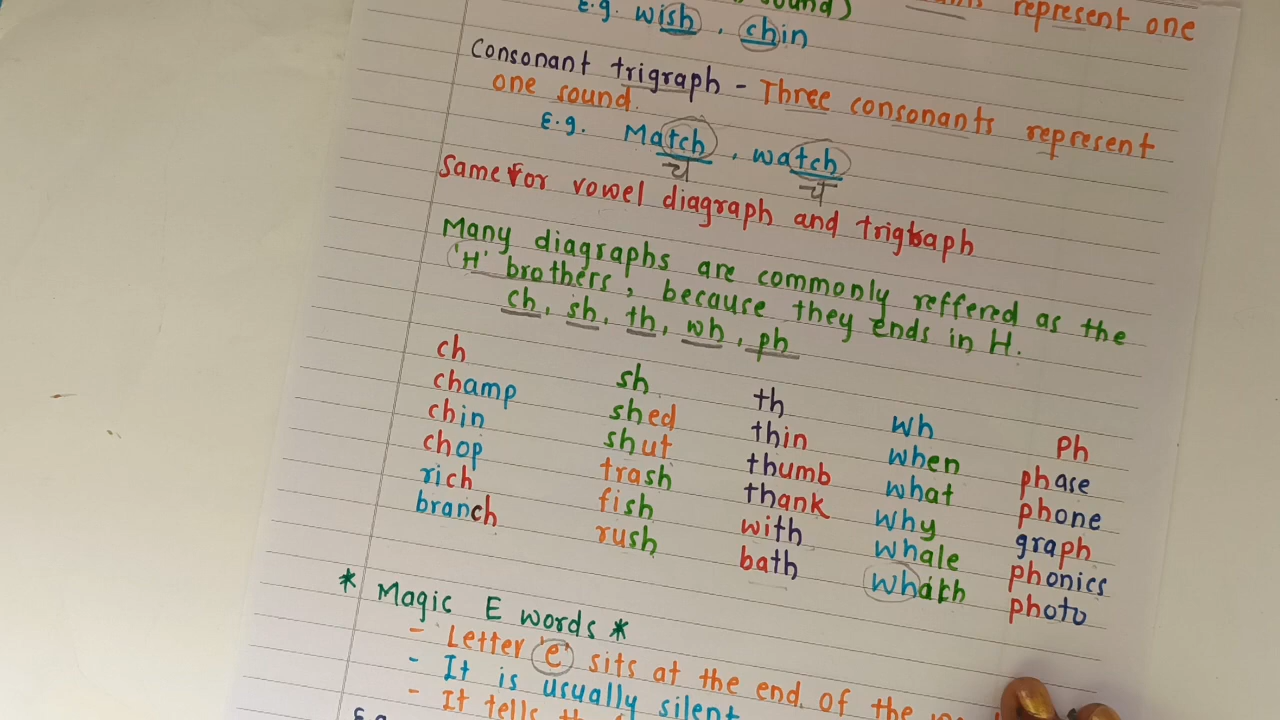 represent one
E.g. wish, chin
Consonant trigraph - Three consonants represent
one sound.
E.g. Match, watch
च च
Same for vowel diagraph and trigraph
Many diagraphs are commonly reffered as the
'H' brothers, because they ends in H.
ch, sh, th, wh, ph
ch sh th wh Ph
champ shed thin when phase
chin shut thumb what phone
chop trash thank why graph
rich fish with whale phonics
branch rush bath photo
* Magic E words *
- Letter 'e' sits at the end of the
- It is usually silent
- It tells